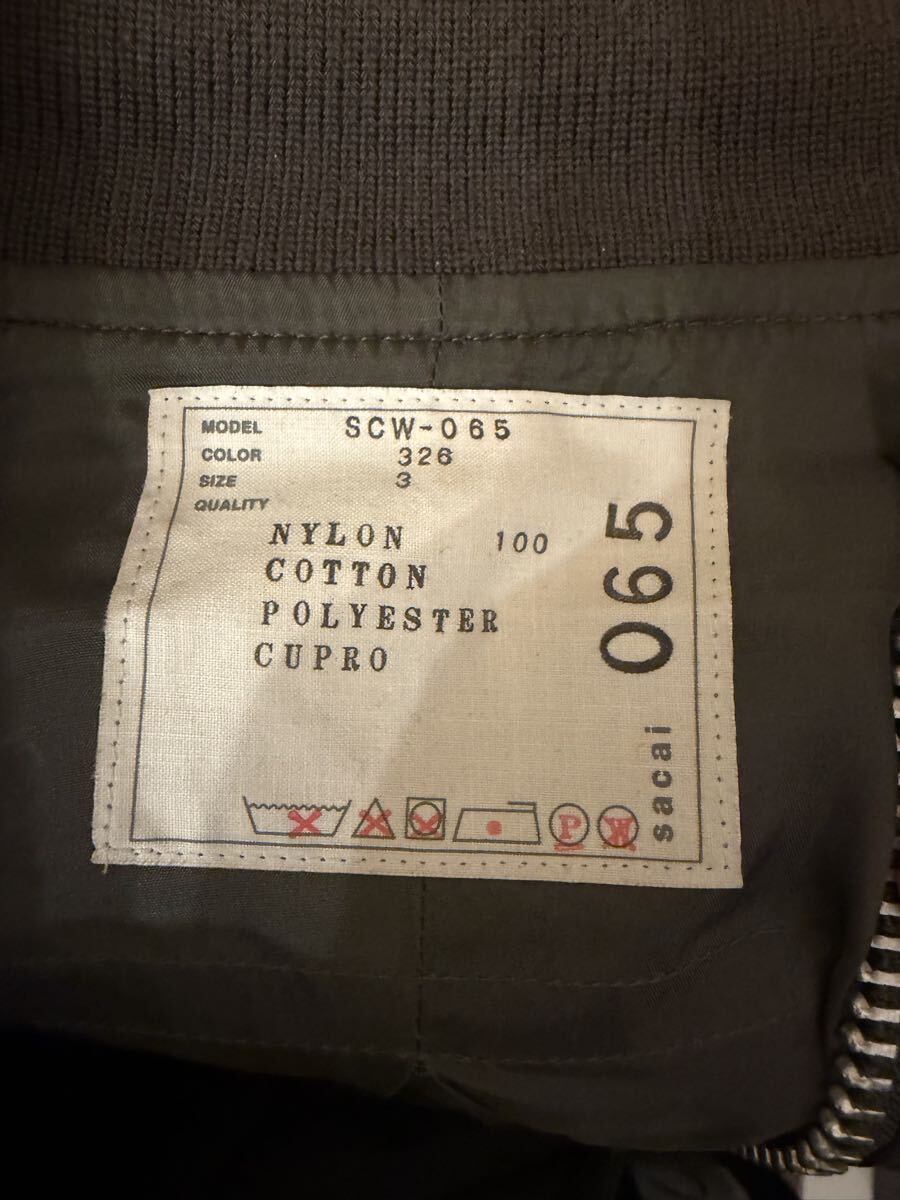 MODEL SCW-065
COLOR 326
SIZE 3
QUALITY
NYLON 100
COTTON
POLYESTER
CUPRO
P W
sacai 065